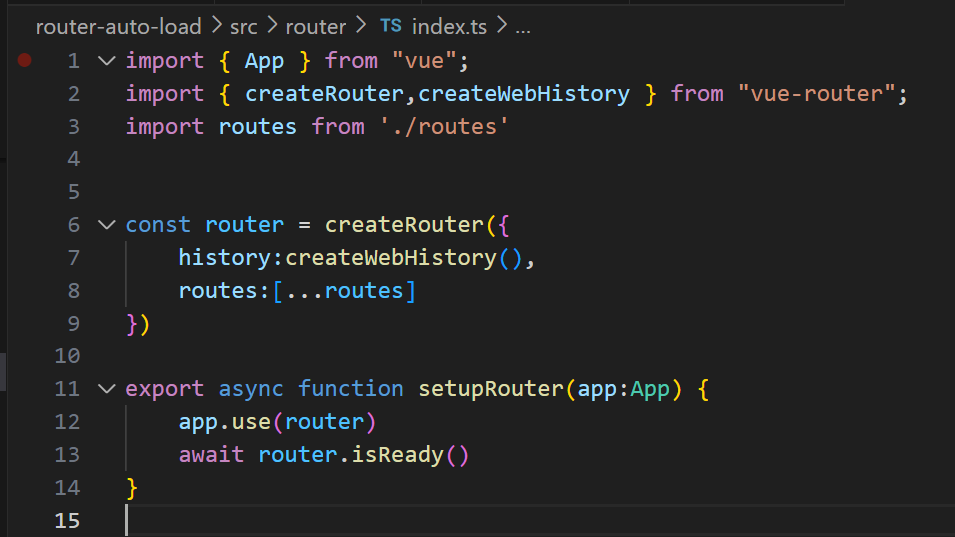 router-auto-load > src > router > TS index.ts > ...
1 import { App } from "vue";
2 import { createRouter,createWebHistory } from "vue-router";
3 import routes from './routes'
4
5
6 const router = createRouter({
7     history:createWebHistory(),
8     routes:[...routes]
9 })
10
11 export async function setupRouter(app:App) {
12     app.use(router)
13     await router.isReady()
14 }
15